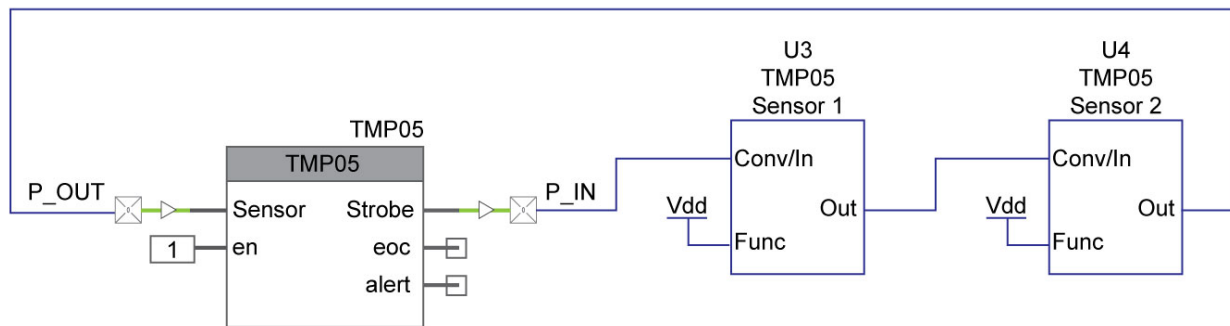 U3
TMP05
Sensor 1
U4
TMP05
Sensor 2
TMP05
TMP05
P_OUT
Sensor
Strobe
P_IN
1
en
eoc
alert
Conv/In
Vdd
Out
Func
Conv/In
Vdd
Out
Func